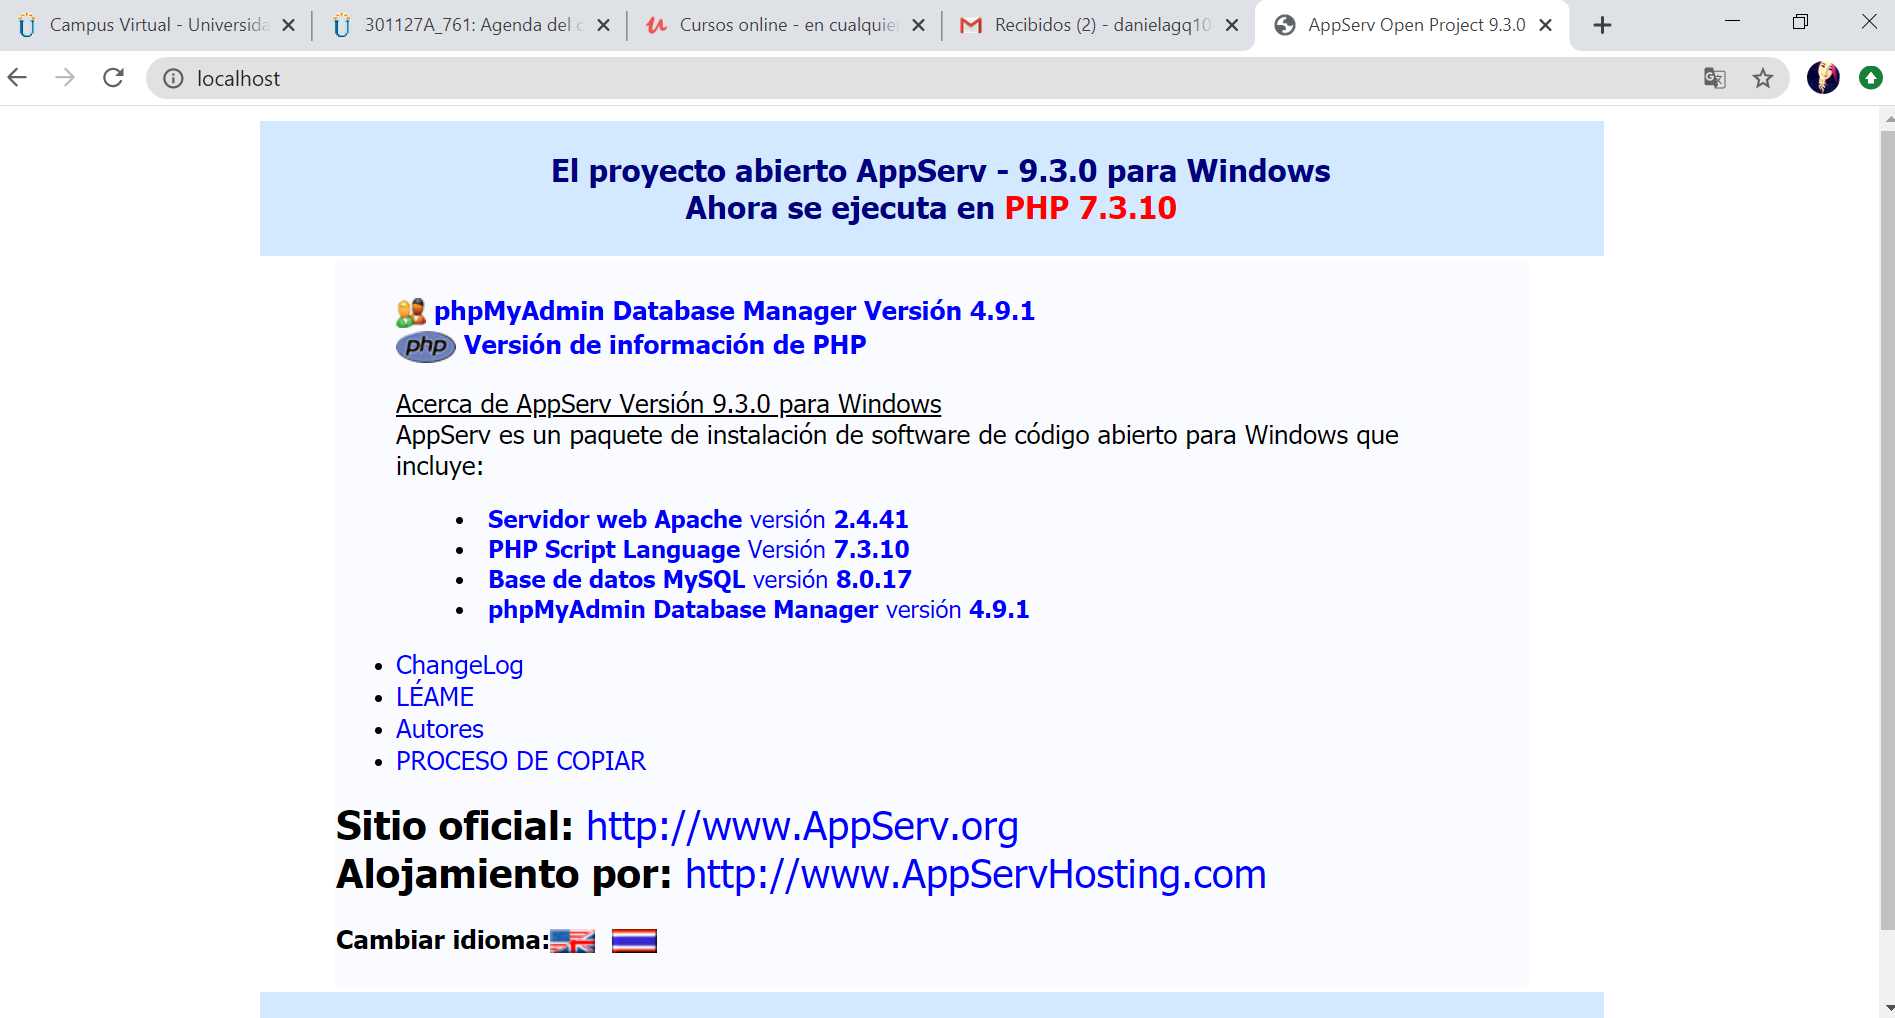 Campus Virtual - Universida
301127A_761: Agenda del c
Cursos online - en cualquier
Recibidos (2) - danielagq10
AppServ Open Project 9.3.0
localhost
El proyecto abierto AppServ - 9.3.0 para Windows
Ahora se ejecuta en PHP 7.3.10
phpMyAdmin Database Manager Versión 4.9.1
php Versión de información de PHP
Acerca de AppServ Versión 9.3.0 para Windows
AppServ es un paquete de instalación de software de código abierto para Windows que
incluye:
• Servidor web Apache versión 2.4.41
• PHP Script Language Versión 7.3.10
• Base de datos MySQL versión 8.0.17
• phpMyAdmin Database Manager versión 4.9.1
• ChangeLog
• LÉAME
• Autores
• PROCESO DE COPIAR
Sitio oficial: http://www.AppServ.org
Alojamiento por: http://www.AppServHosting.com
Cambiar idioma: